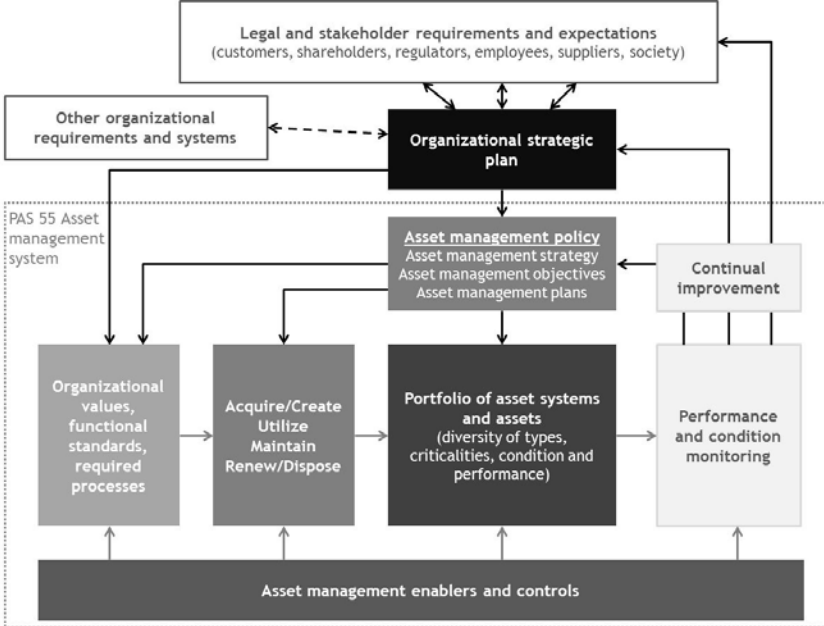 Legal and stakeholder requirements and expectations
(customers, shareholders, regulators, employees, suppliers, society)
Other organizational
requirements and systems
Organizational strategic
plan
PAS 55 Asset
management
system
Asset management policy
Asset management strategy
Asset management objectives
Asset management plans
Continual
improvement
Organizational
values,
functional
standards,
required
processes
Acquire/Create
Utilize
Maintain
Renew/Dispose
Portfolio of asset systems
and assets
(diversity of types,
criticalities, condition and
performance)
Performance
and condition
monitoring
Asset management enablers and controls